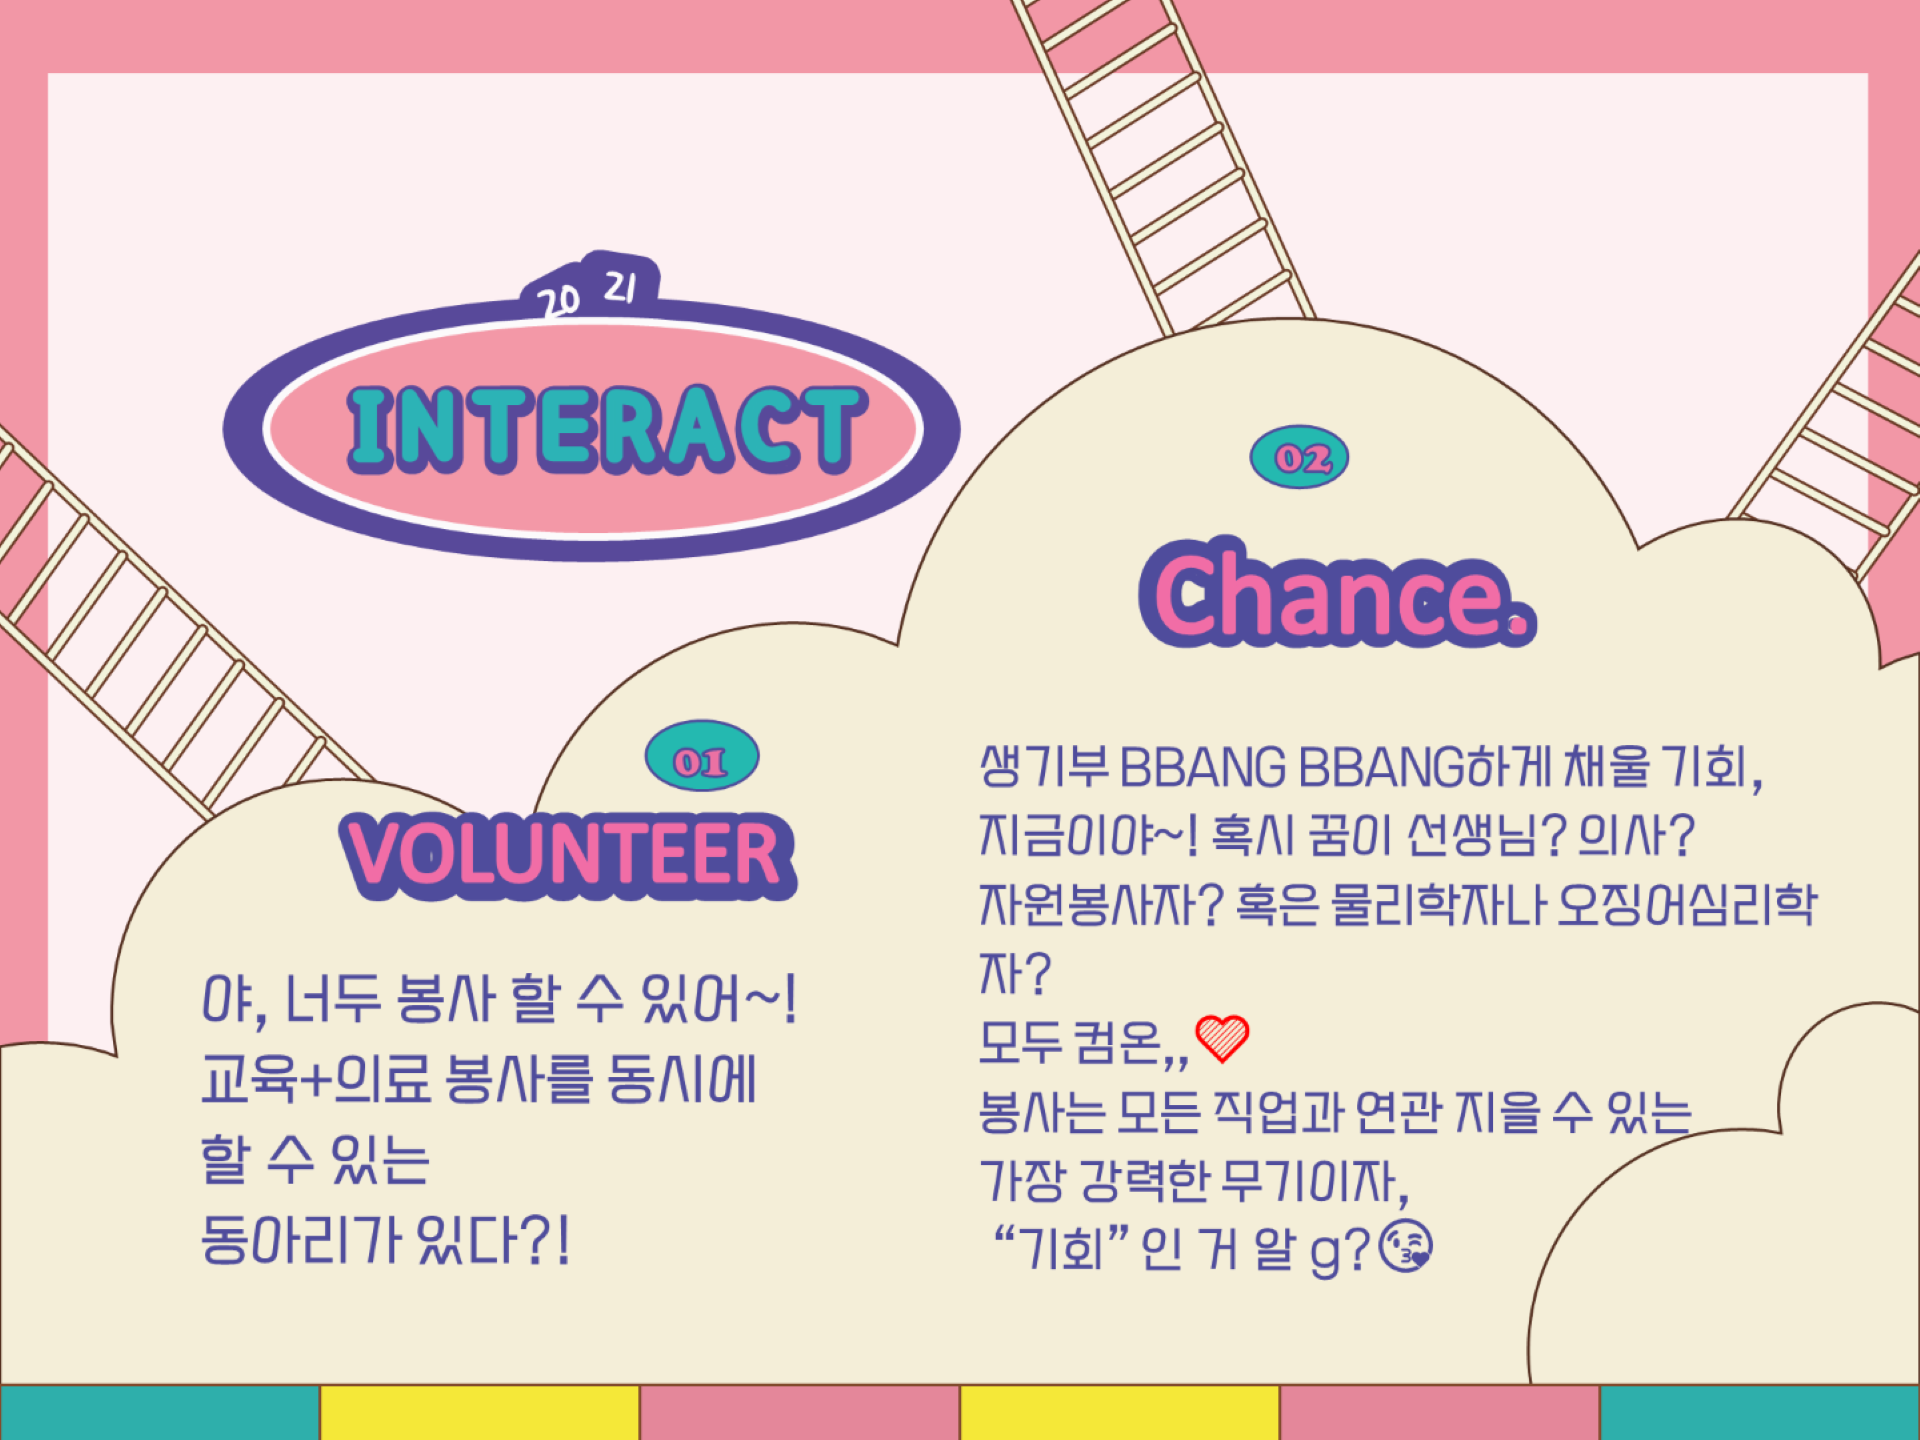 20 21
INTERACT
01
VOLUNTEER
야, 너두 봉사 할 수 있어~!
교육+의료 봉사를 동시에
할 수 있는
동아리가 있다?!
02
Chance.
생기부 BBANG BBANG하게 채울 기회,
지금이야~! 혹시 꿈이 선생님? 의사?
자원봉사자? 혹은 물리학자나 오징어심리학
자?
모두 컴온,,
봉사는 모든 직업과 연관 지을 수 있는
가장 강력한 무기이자,
“기회” 인 거 알 g?😘